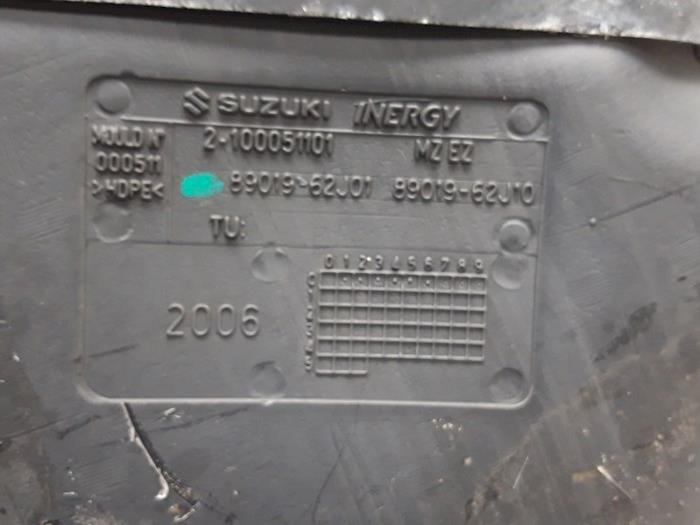 SUZUKI INERGY
MOULD N° 2-100051101 MZ EZ
000511
>HDPE< 89019-62J01 89019-62J10
TU:
0 1 2 3 4 5 6 7 8 9
2006